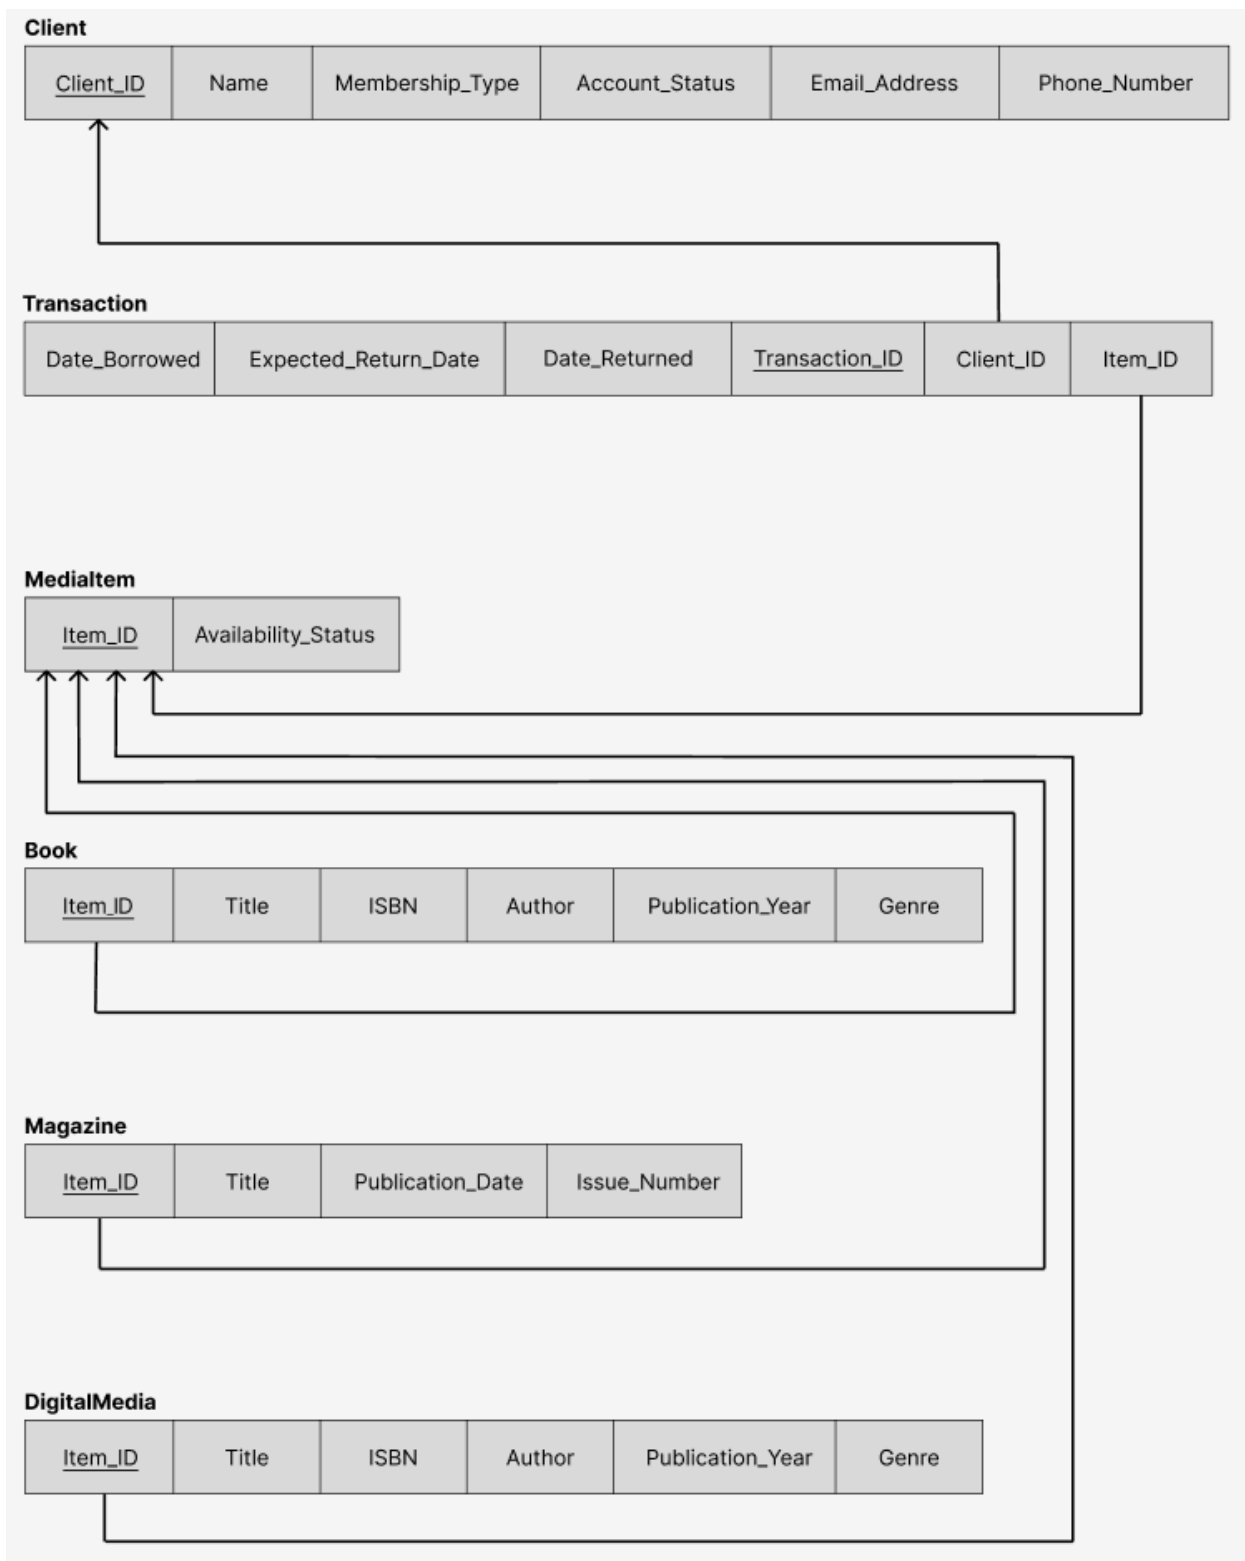 Client
Client_ID Name Membership_Type Account_Status Email_Address Phone_Number
Transaction
Date_Borrowed Expected_Return_Date Date_Returned Transaction_ID Client_ID Item_ID
MediaItem
Item_ID Availability_Status
Book
Item_ID Title ISBN Author Publication_Year Genre
Magazine
Item_ID Title Publication_Date Issue_Number
DigitalMedia
Item_ID Title ISBN Author Publication_Year Genre